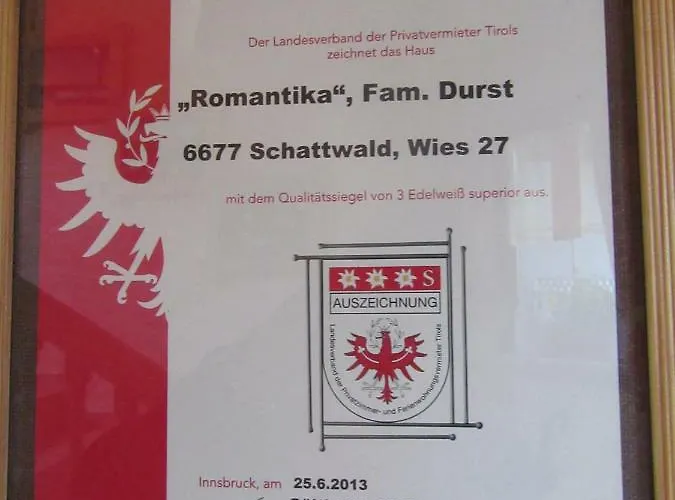 Der Landesverband der Privatvermieter Tirols
zeichnet das Haus
„Romantika“, Fam. Durst
6677 Schattwald, Wies 27
mit dem Qualitätssiegel von 3 Edelweiß superior aus.
S
AUSZEICHNUNG
Landesverband der Privatzimmer- und Ferienwohnungsvermieter Tirols
Innsbruck, am 25.6.2013